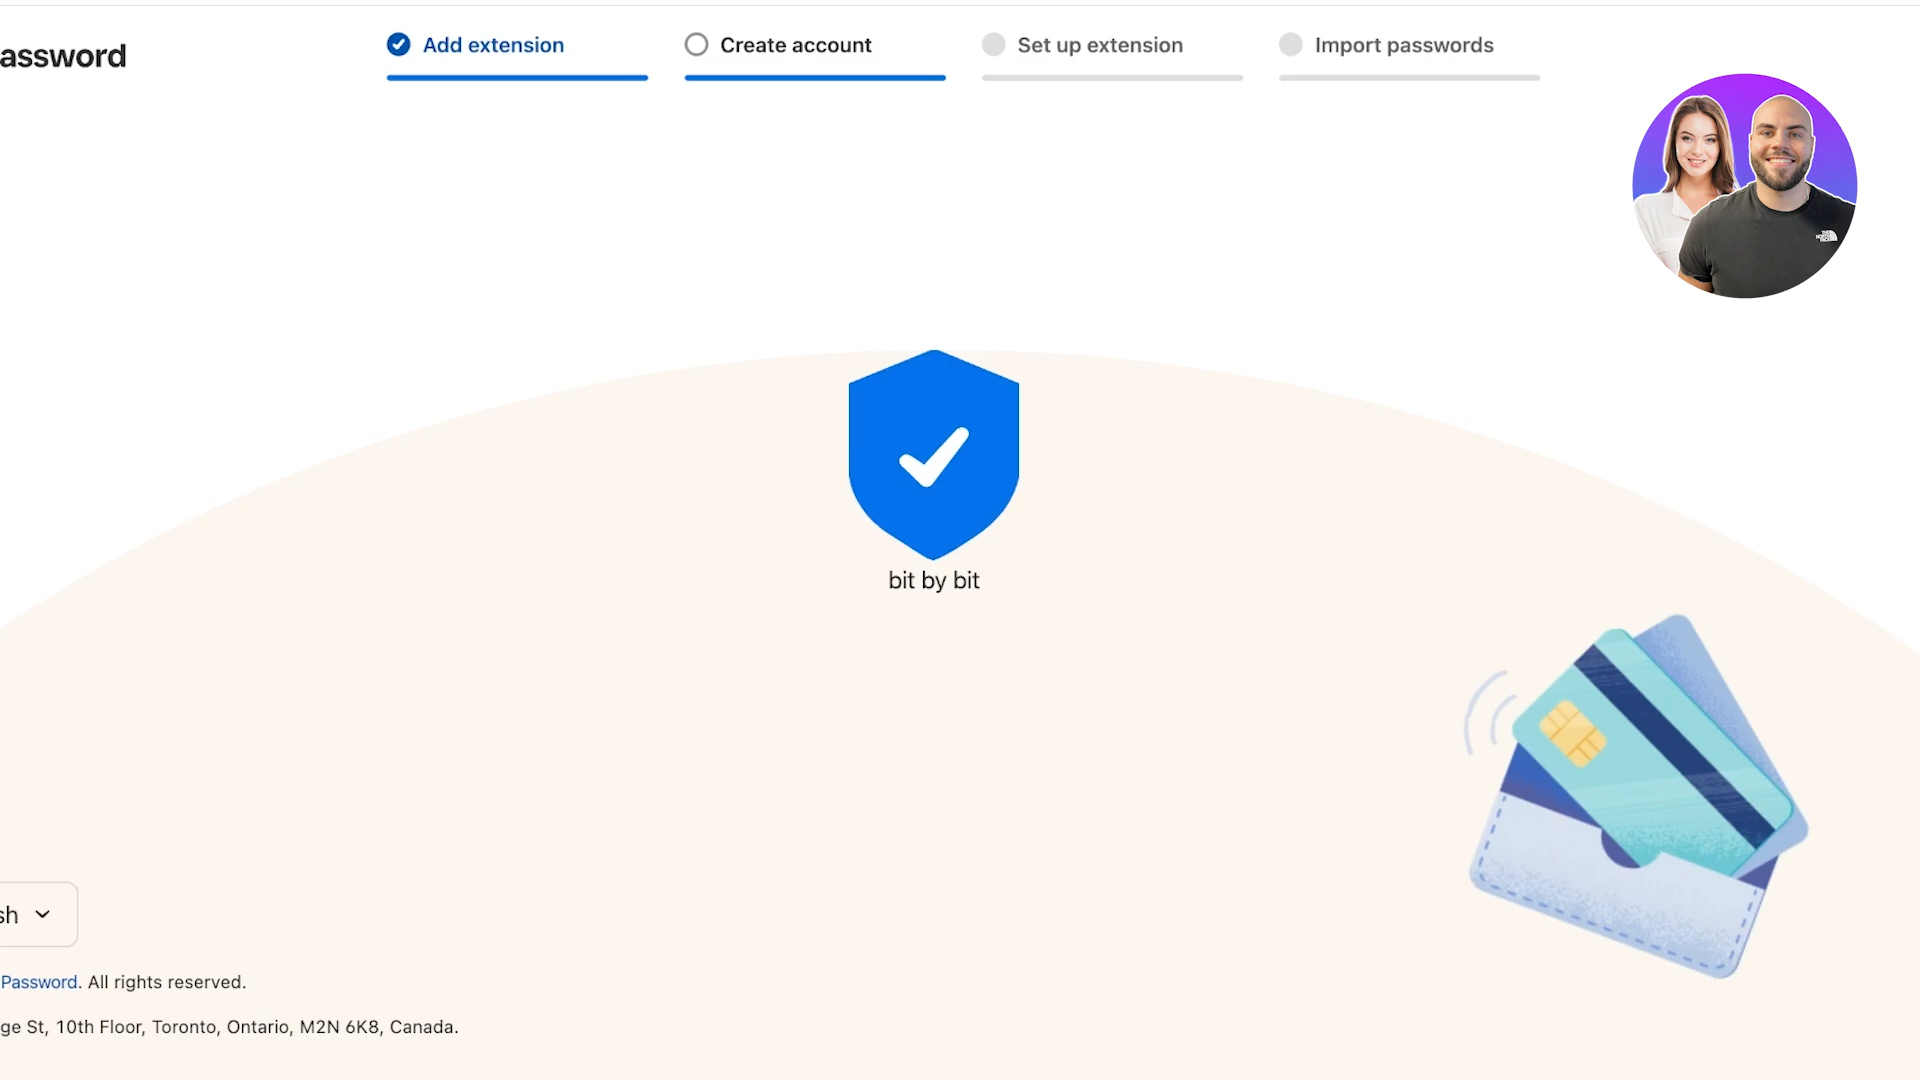 assword
Add extension
Create account
Set up extension
Import passwords
bit by bit
sh
Password. All rights reserved.
ge St, 10th Floor, Toronto, Ontario, M2N 6K8, Canada.